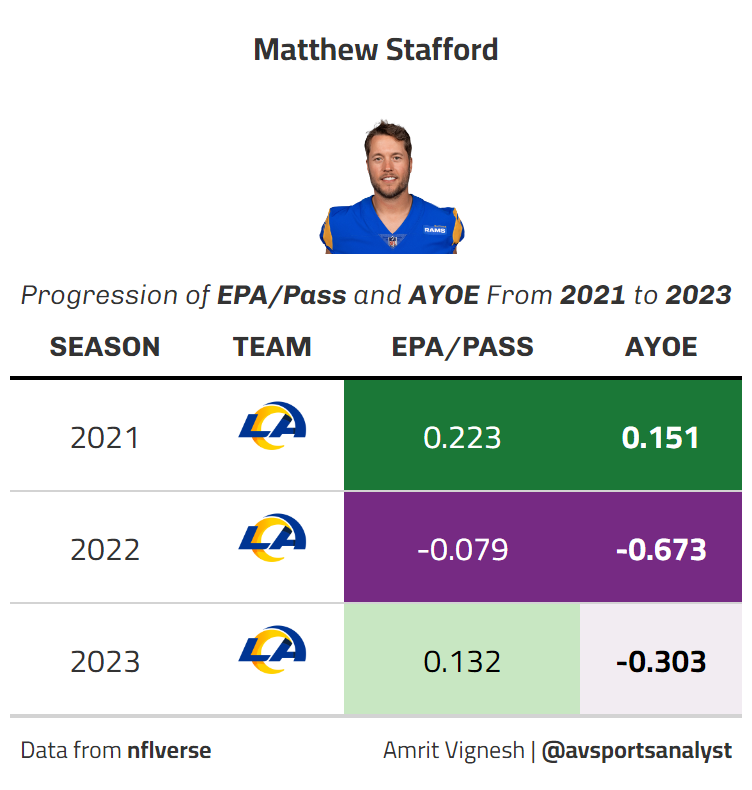 Matthew Stafford
RAMS
Progression of EPA/Pass and AYOE From 2021 to 2023
SEASON TEAM EPA/PASS AYOE
2021 LA 0.223 0.151
2022 LA -0.079 -0.673
2023 LA 0.132 -0.303
Data from nflverse Amrit Vignesh | @avsportsanalyst